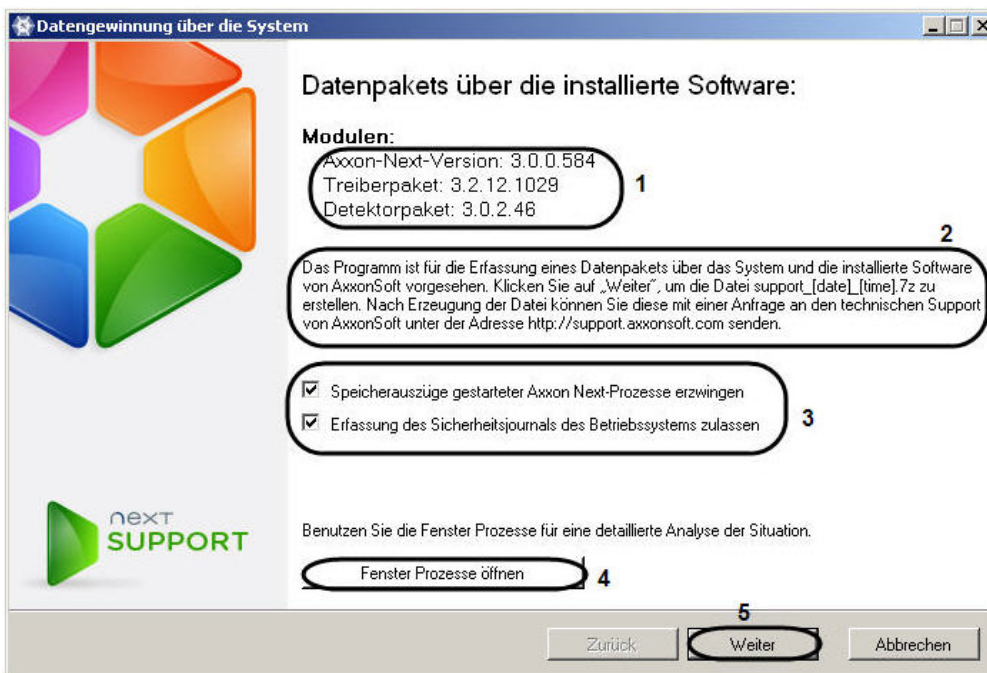 Datengewinnung über die System
Datenpakets über die installierte Software:
Modulen:
Axxon-Next-Version: 3.0.0.584
Treiberpaket: 3.2.12.1029
Detektorpaket: 3.0.2.46
1
2
Das Programm ist für die Erfassung eines Datenpakets über das System und die installierte Software
von AxxonSoft vorgesehen. Klicken Sie auf „Weiter", um die Datei support_[date]_[time].7z zu
erstellen. Nach Erzeugung der Datei können Sie diese mit einer Anfrage an den technischen Support
von AxxonSoft unter der Adresse http://support.axxonsoft.com senden.
Speicherauszüge gestarteter Axxon Next-Prozesse erzwingen
Erfassung des Sicherheitsjournals des Betriebssystems zulassen
3
next
SUPPORT
Benutzen Sie die Fenster Prozesse für eine detaillierte Analyse der Situation.
Fenster Prozesse öffnen
4
5
Zurück
Weiter
Abbrechen